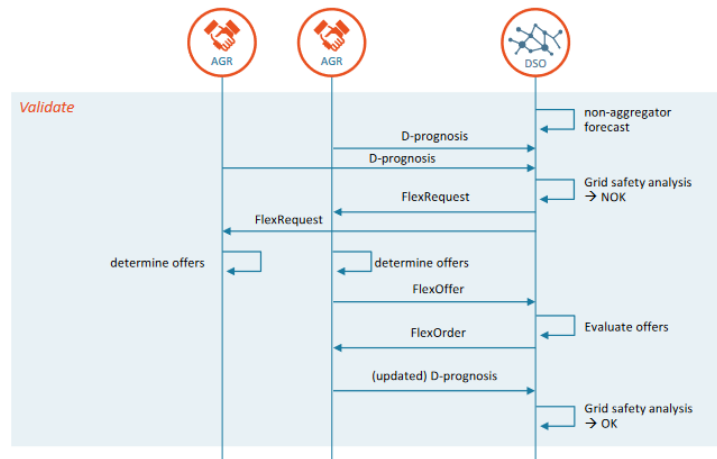 AGR
AGR
DSO
Validate
non-aggregator
forecast
D-prognosis
D-prognosis
Grid safety analysis
→ NOK
FlexRequest
FlexRequest
determine offers
determine offers
FlexOffer
Evaluate offers
FlexOrder
(updated) D-prognosis
Grid safety analysis
→ OK